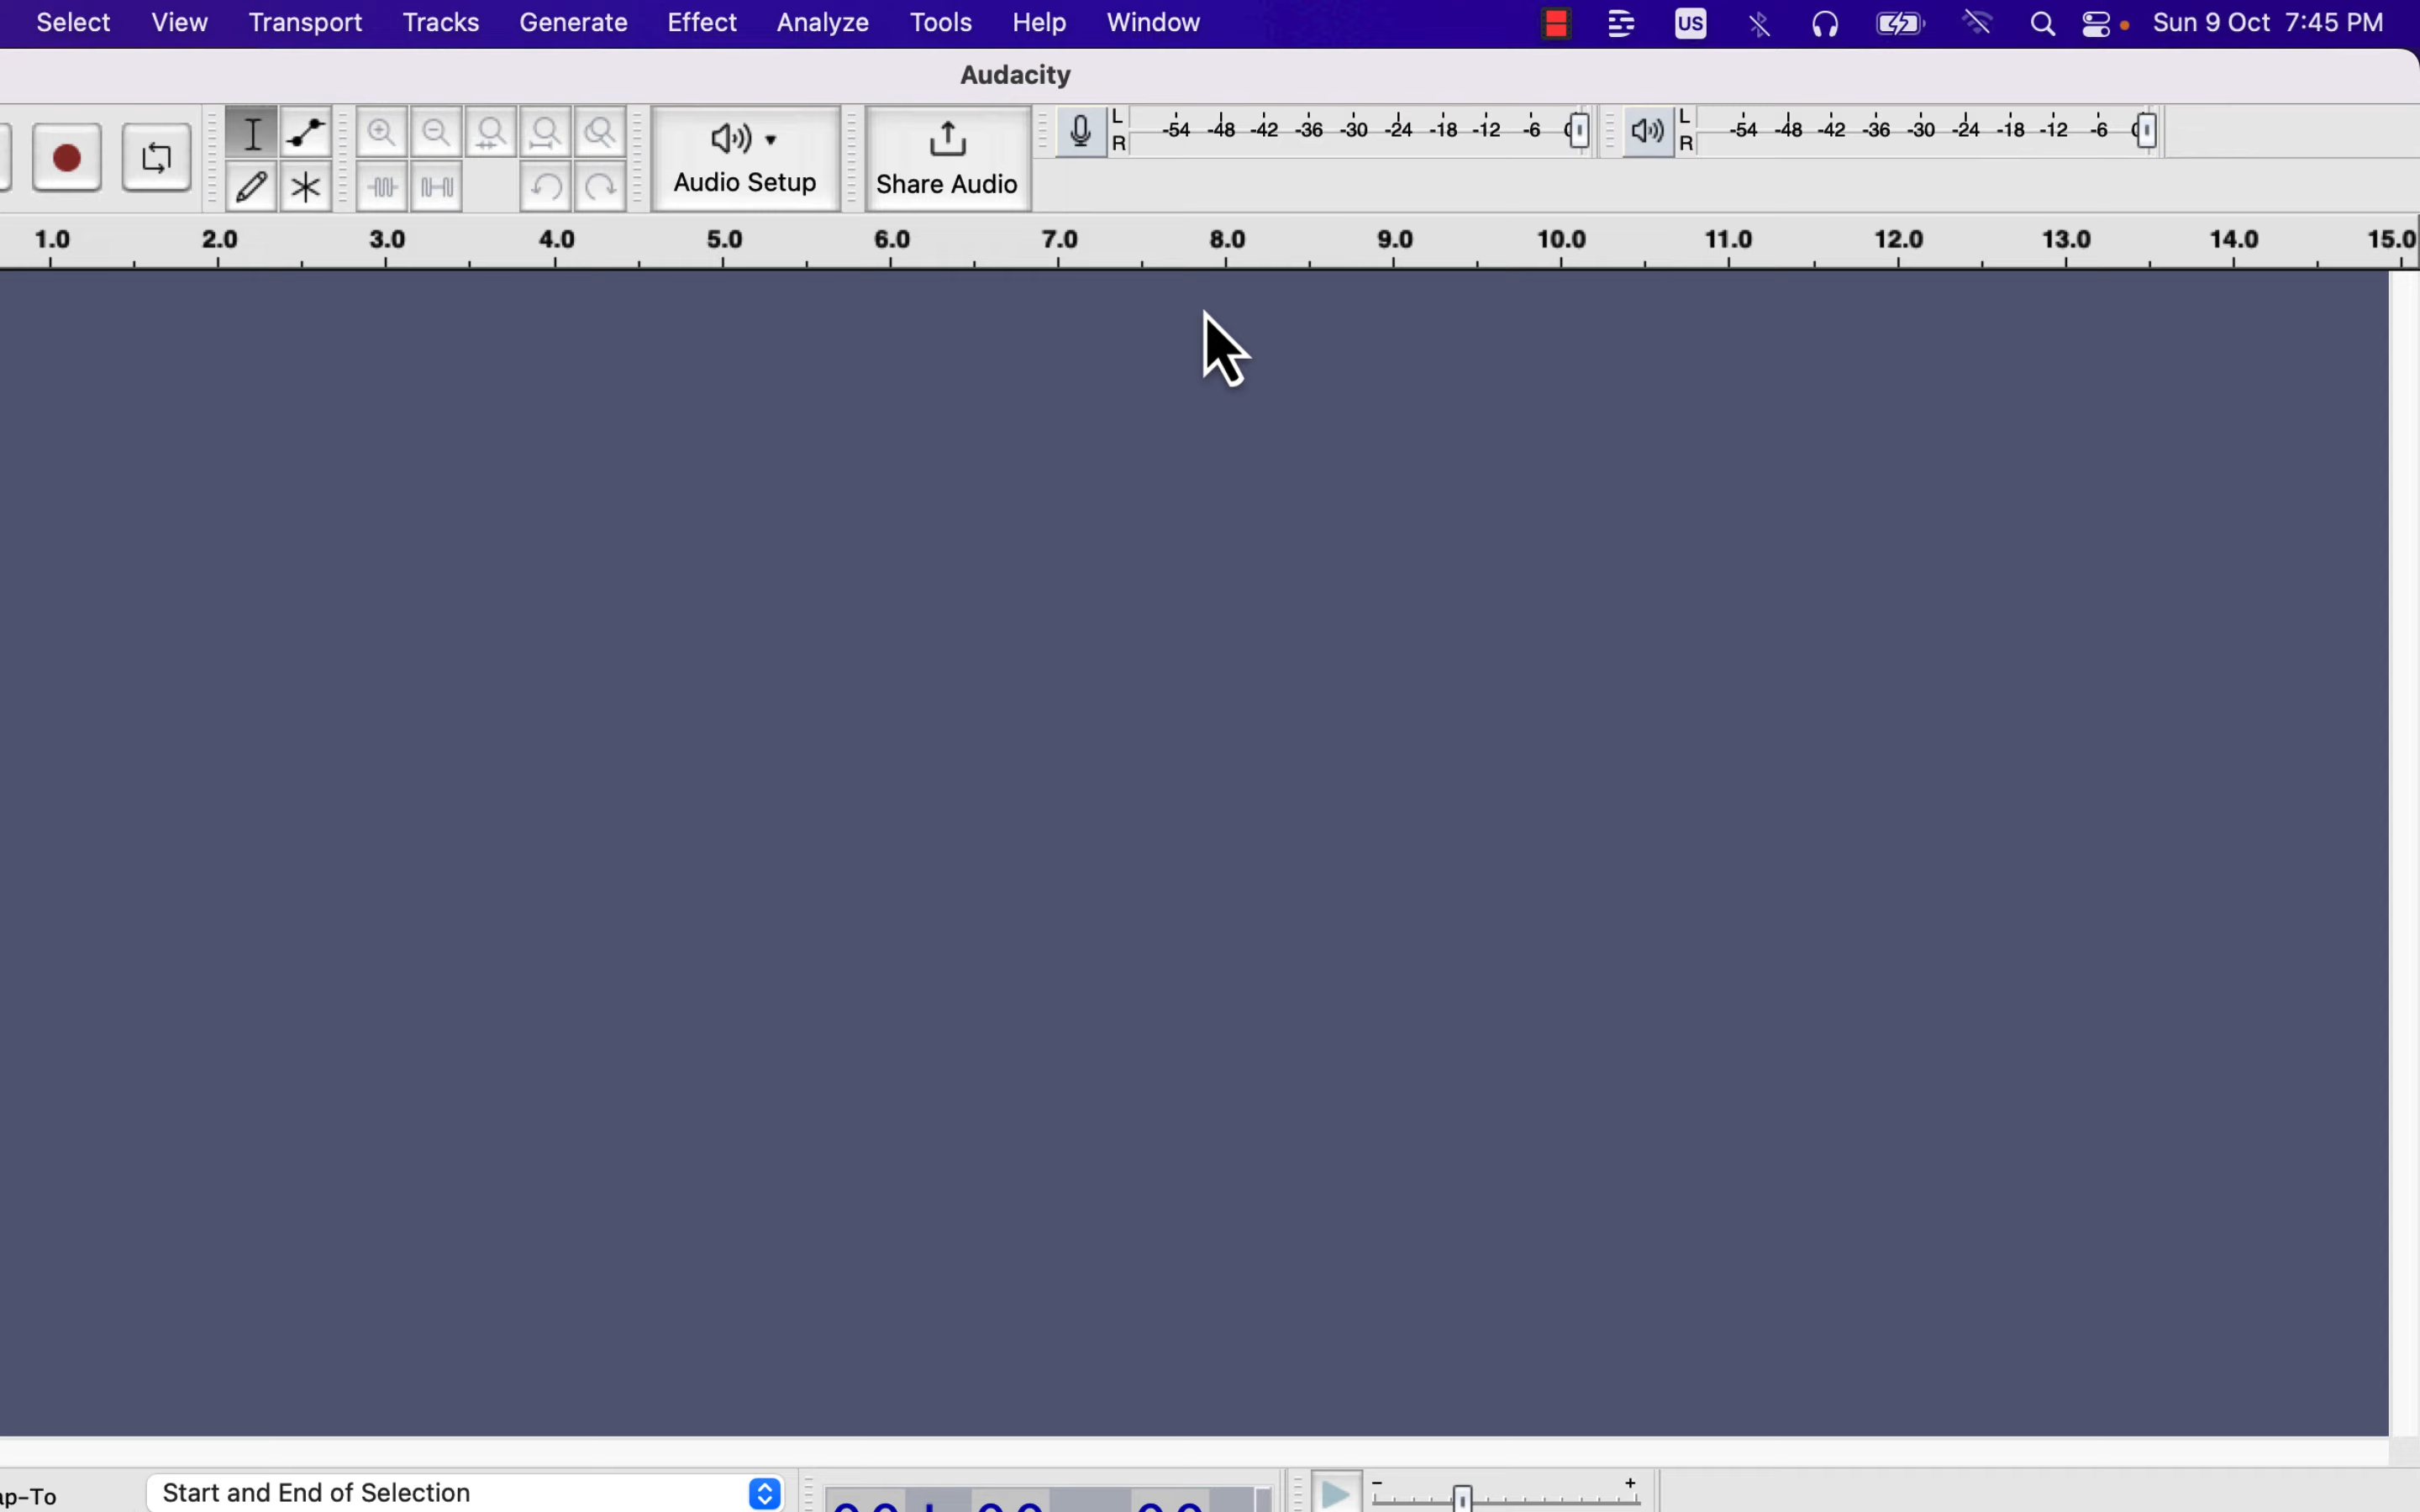 Select View Transport Tracks Generate Effect Analyze Tools Help Window US Sun 9 Oct 7:45 PM
Audacity
L -54 -48 -42 -36 -30 -24 -18 -12 -6 L -54 -48 -42 -36 -30 -24 -18 -12 -6
R R
Audio Setup Share Audio
1.0 2.0 3.0 4.0 5.0 6.0 7.0 8.0 9.0 10.0 11.0 12.0 13.0 14.0 15.0
- +
ap-To Start and End of Selection